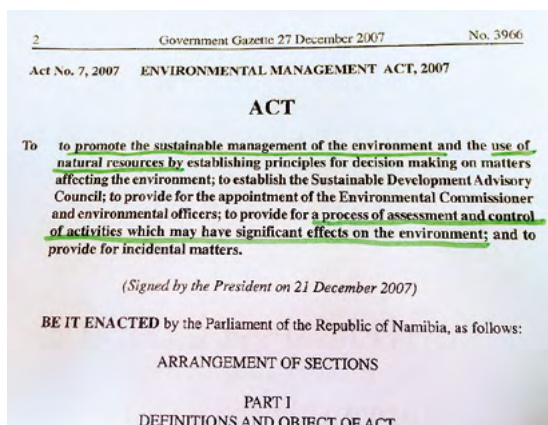 2 Government Gazette 27 December 2007 No. 3966
Act No. 7, 2007 ENVIRONMENTAL MANAGEMENT ACT, 2007
ACT
To to promote the sustainable management of the environment and the use of
natural resources by establishing principles for decision making on matters
affecting the environment; to establish the Sustainable Development Advisory
Council; to provide for the appointment of the Environmental Commissioner
and environmental officers; to provide for a process of assessment and control
of activities which may have significant effects on the environment; and to
provide for incidental matters.
(Signed by the President on 21 December 2007)
BE IT ENACTED by the Parliament of the Republic of Namibia, as follows:
ARRANGEMENT OF SECTIONS
PART I
DEFINITIONS AND OBJECT OF ACT